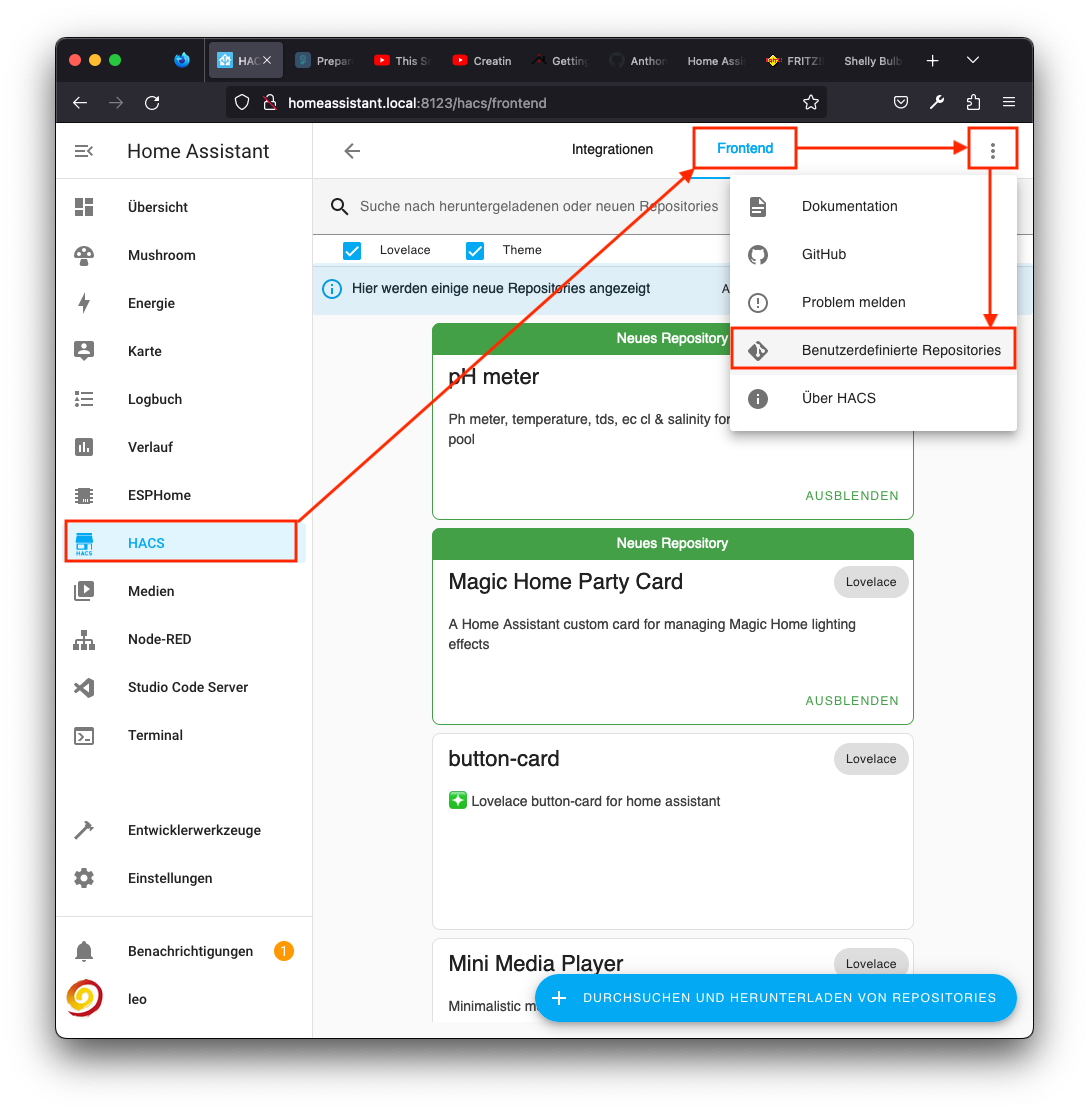 HAC
Prepar
This S
Creatin
Getting
Anthon
Home Assi
FRITZ!
Shelly Bulb
homeassistant.local:8123/hacs/frontend
Home Assistant
Integrationen
Frontend
Übersicht
Mushroom
Energie
Karte
Logbuch
Verlauf
ESPHome
HACS
HACS
Medien
Node-RED
Studio Code Server
Terminal
Entwicklerwerkzeuge
Einstellungen
Benachrichtigungen
1
leo
Suche nach heruntergeladenen oder neuen Repositories
Lovelace
Theme
Hier werden einige neue Repositories angezeigt
A
Dokumentation
GitHub
Problem melden
Benutzerdefinierte Repositories
Über HACS
Neues Repository
pH meter
Ph meter, temperature, tds, ec cl & salinity for
pool
AUSBLENDEN
Neues Repository
Magic Home Party Card
Lovelace
A Home Assistant custom card for managing Magic Home lighting
effects
AUSBLENDEN
button-card
Lovelace
Lovelace button-card for home assistant
Mini Media Player
Lovelace
Minimalistic m
DURCHSUCHEN UND HERUNTERLADEN VON REPOSITORIES